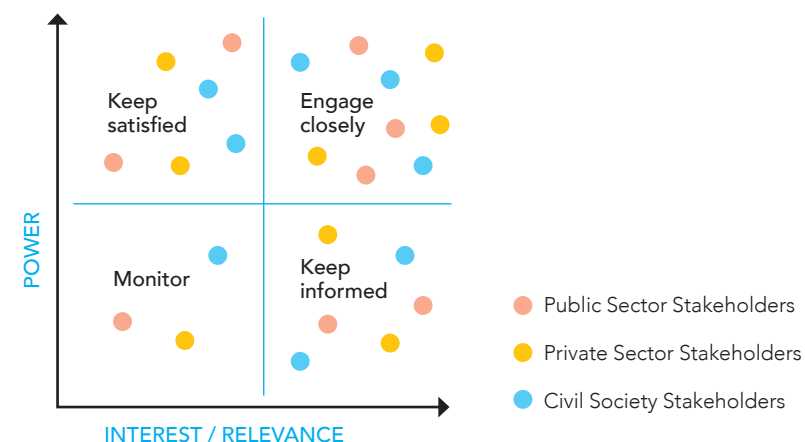 Keep
satisfied
Engage
closely
POWER
Monitor
Keep
informed
Public Sector Stakeholders
Private Sector Stakeholders
Civil Society Stakeholders
INTEREST / RELEVANCE